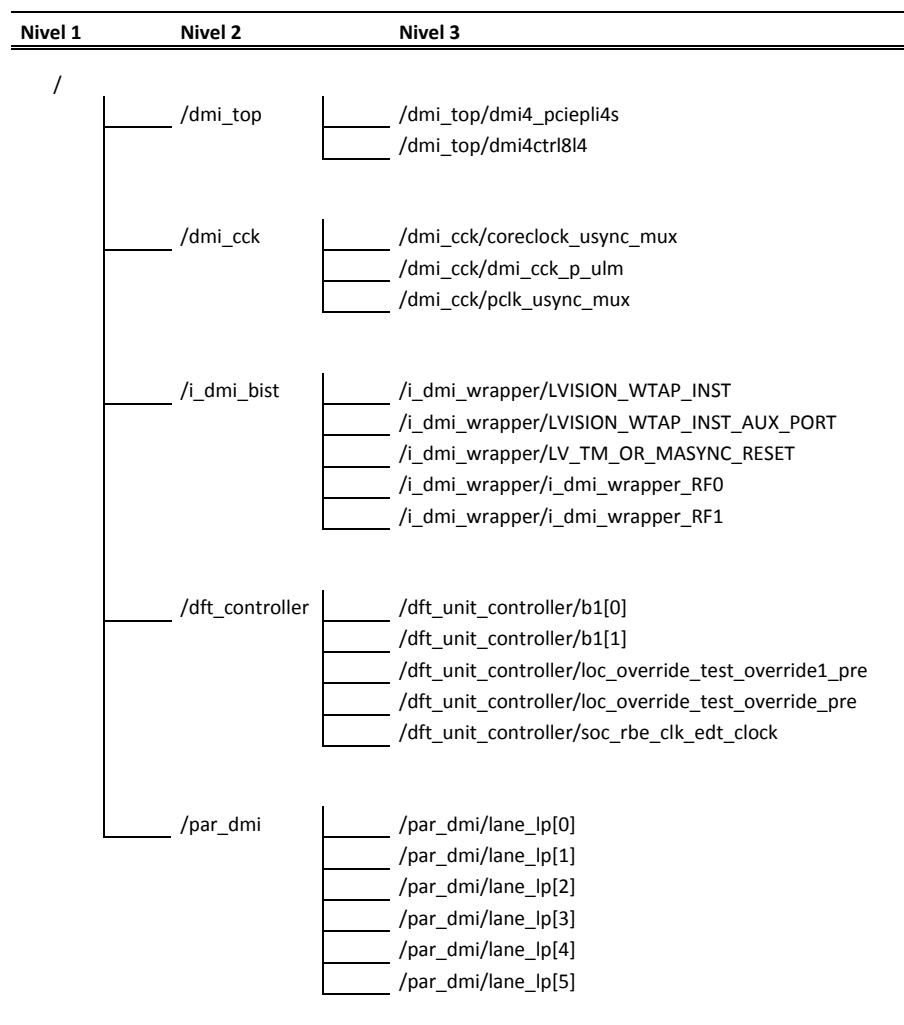 Nivel 1 Nivel 2 Nivel 3
/
/dmi_top /dmi_top/dmi4_pciepli4s
/dmi_top/dmi4ctrl8l4
/dmi_cck /dmi_cck/coreclock_usync_mux
/dmi_cck/dmi_cck_p_ulm
/dmi_cck/pclk_usync_mux
/i_dmi_bist /i_dmi_wrapper/LVISION_WTAP_INST
/i_dmi_wrapper/LVISION_WTAP_INST_AUX_PORT
/i_dmi_wrapper/LV_TM_OR_MASYNC_RESET
/i_dmi_wrapper/i_dmi_wrapper_RF0
/i_dmi_wrapper/i_dmi_wrapper_RF1
/dft_controller /dft_unit_controller/b1[0]
/dft_unit_controller/b1[1]
/dft_unit_controller/loc_override_test_override1_pre
/dft_unit_controller/loc_override_test_override_pre
/dft_unit_controller/soc_rbe_clk_edt_clock
/par_dmi /par_dmi/lane_lp[0]
/par_dmi/lane_lp[1]
/par_dmi/lane_lp[2]
/par_dmi/lane_lp[3]
/par_dmi/lane_lp[4]
/par_dmi/lane_lp[5]